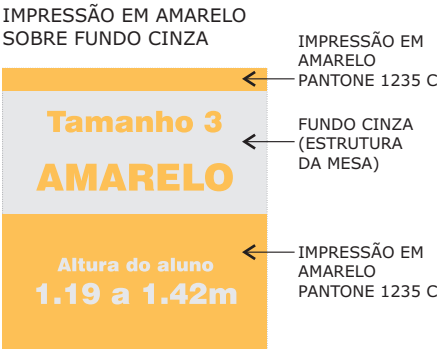 IMPRESSÃO EM AMARELO
SOBRE FUNDO CINZA
IMPRESSÃO EM
AMARELO
PANTONE 1235 C
Tamanho 3
AMARELO
FUNDO CINZA
(ESTRUTURA
DA MESA)
Altura do aluno
1.19 a 1.42m
IMPRESSÃO EM
AMARELO
PANTONE 1235 C